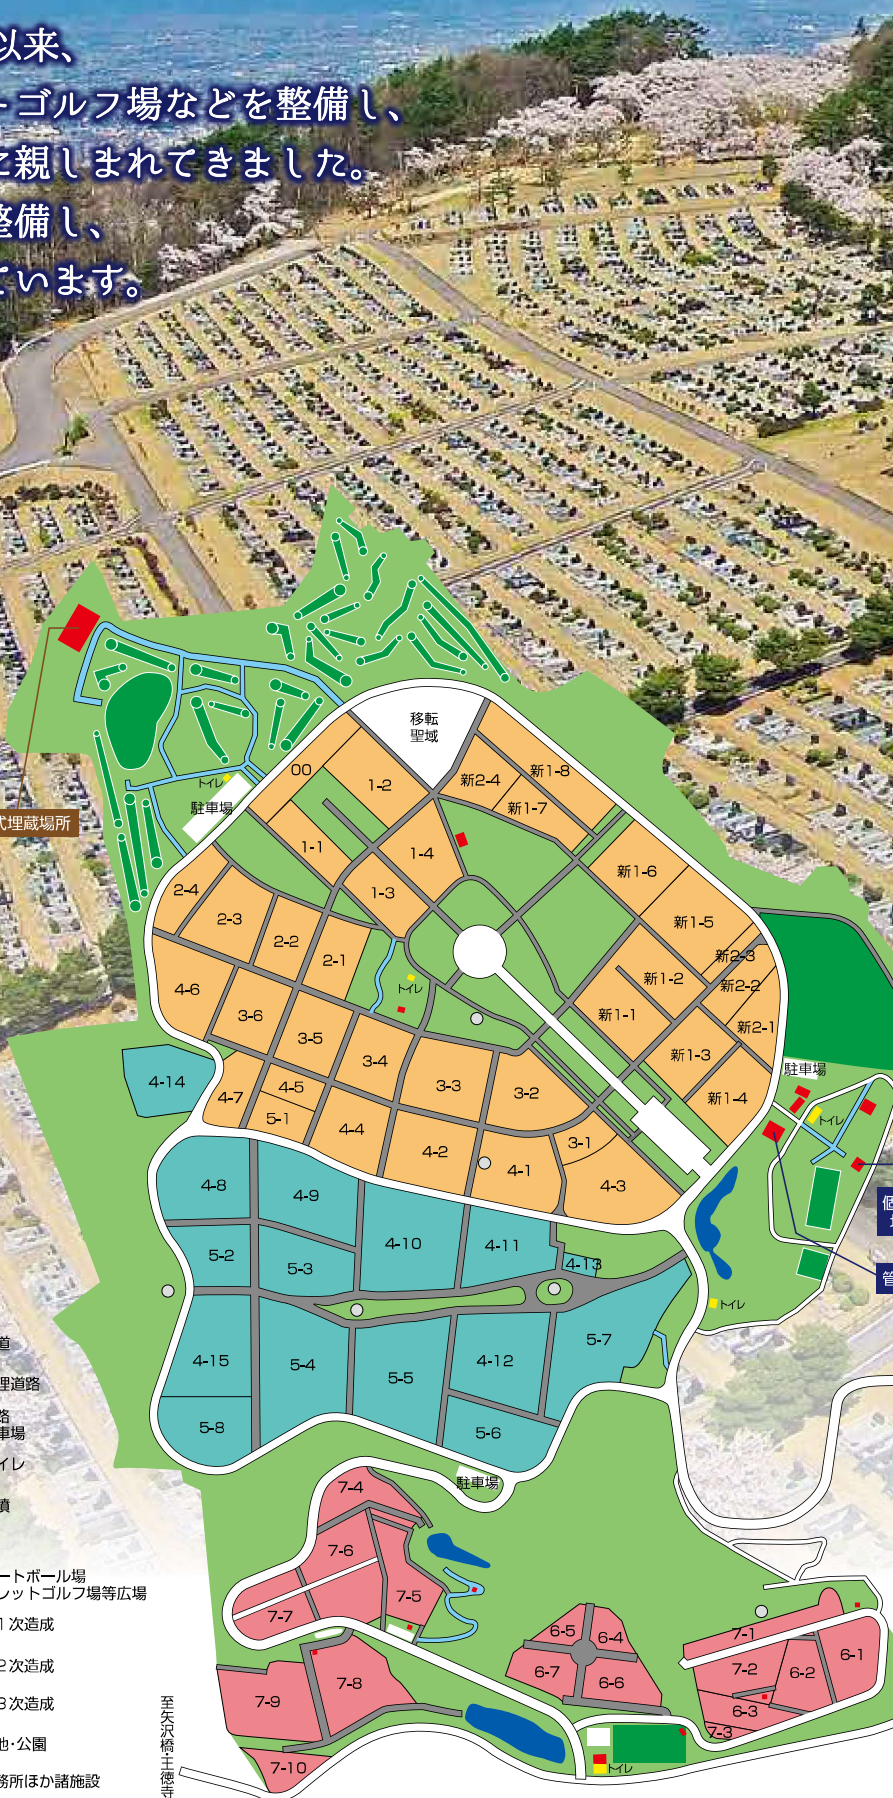 以来、
トゴルフ場などを整備し、
に親しまれてきました。
整備し、
ています。
移転
聖域
00
1-2
新2-4
新1-8
新1-7
トイレ
駐車場
1-1
1-4
1-3
新1-6
新1-5
2-4
2-3
2-2
2-1
新2-3
新1-2
新2-2
4-6
トイレ
3-6
新1-1
新2-1
3-5
3-4
新1-3
駐車場
4-14
4-7
4-5
3-3
3-2
新1-4
トイレ
5-1
4-4
4-2
3-1
4-1
4-3
4-8
4-9
4-10
4-11
5-2
5-3
4-13
トイレ
4-15
5-4
5-5
4-12
5-7
5-8
5-6
駐車場
式埋蔵場所
個
管
道
理道路
路
車場
イレ
墳
ートボール場
レットゴルフ場等広場
1次造成
2次造成
3次造成
地・公園
務所ほか諸施設
7-4
7-6
7-5
7-7
7-8
7-9
7-10
6-5
6-4
6-7
6-6
7-1
7-2
6-2
6-1
6-3
7-3
トイレ
至矢沢橋・王徳寺